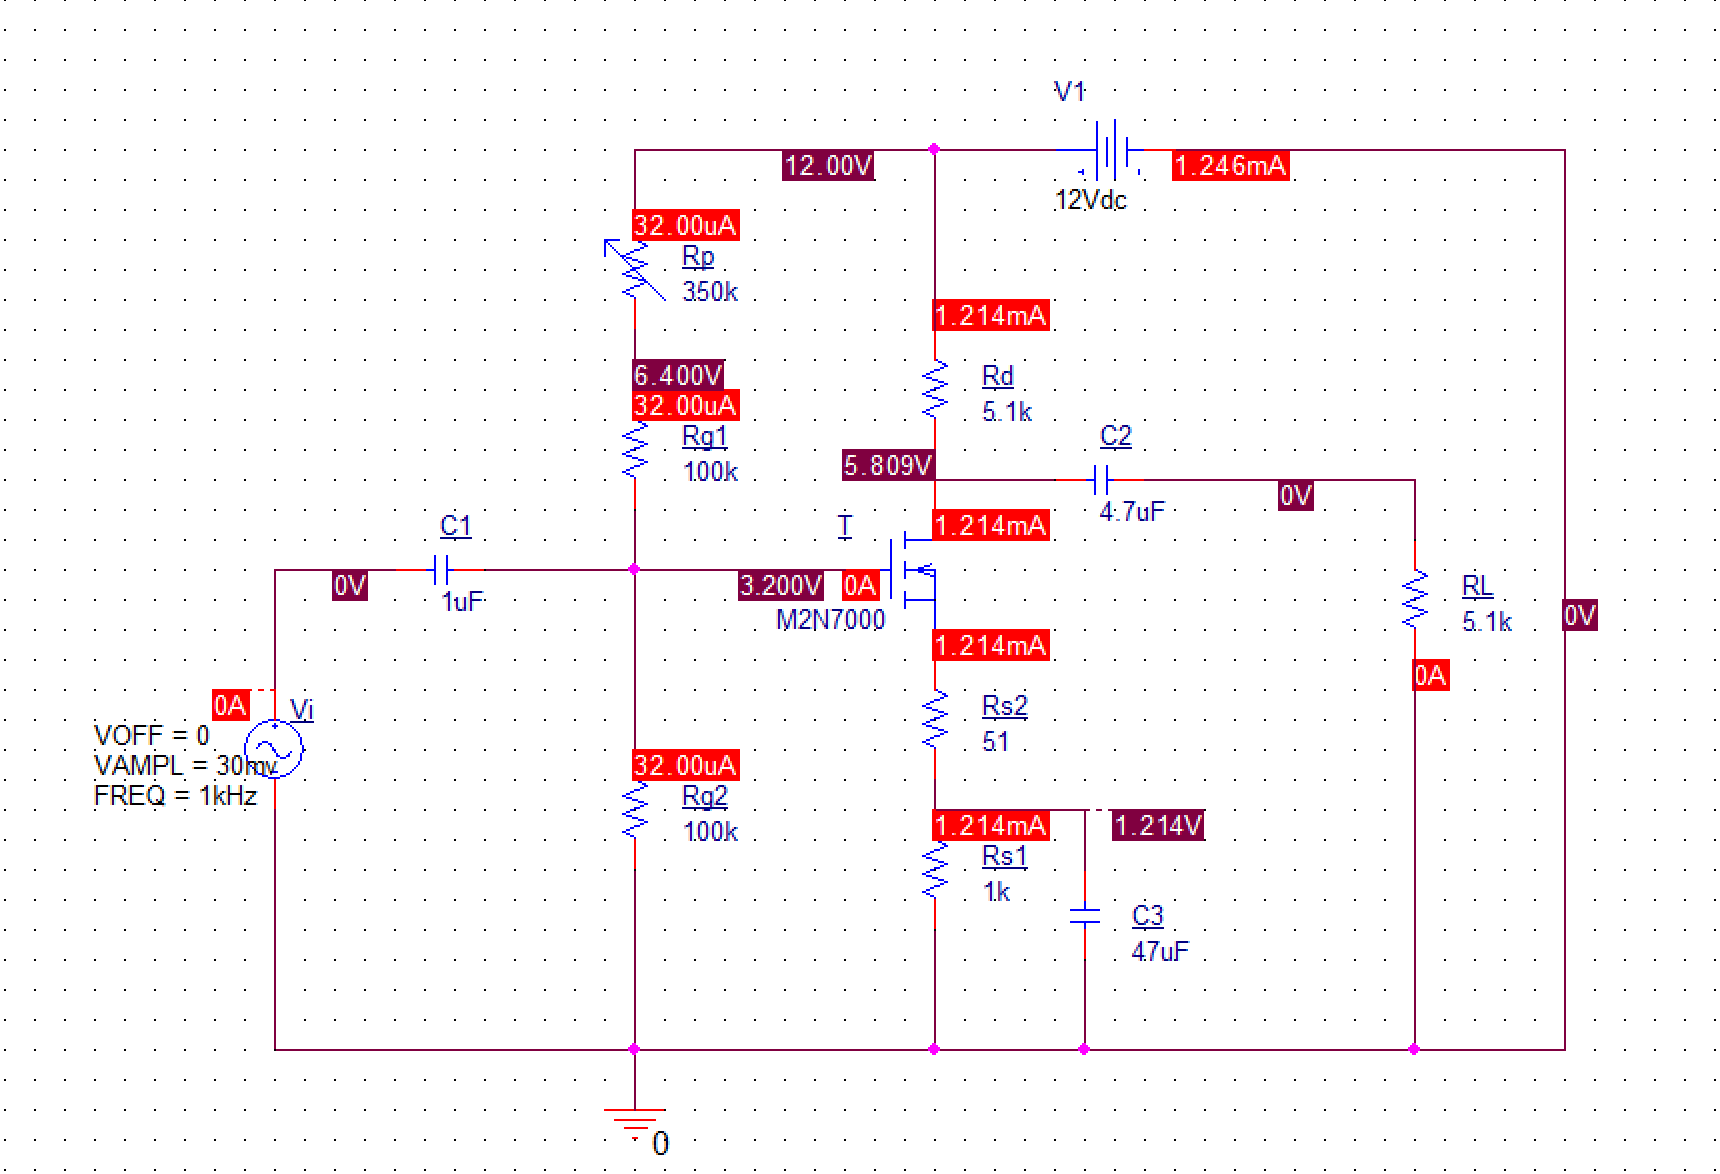 V1
12.00V
1.246mA
12Vdc
32.00uA
Rp
350k
1.214mA
6.400V
32.00uA
Rg1
100k
Rd
5.1k
5.809V
C2
4.7uF
0V
C1
1uF
0V
T
1.214mA
3.200V
0A
M2N7000
RL
5.1k
0V
0A
1.214mA
0A
Vi
VOFF = 0
VAMPL = 30mv
FREQ = 1kHz
Rs2
51
32.00uA
Rg2
100k
1.214mA
1.214V
Rs1
1k
C3
47uF
0